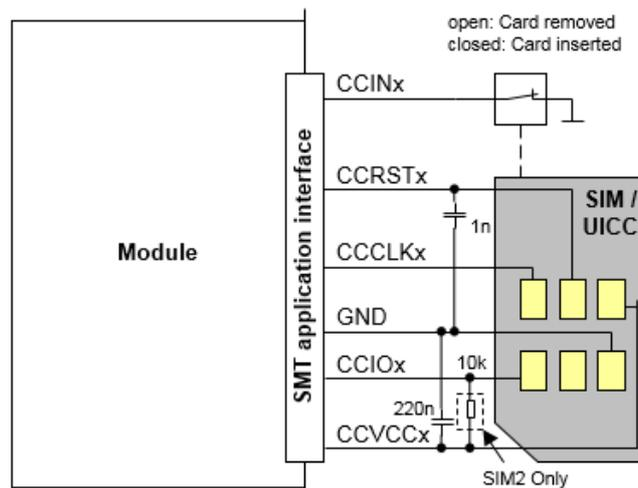 open: Card removed
closed: Card inserted
CCINx
CCRSTx
SIM /
UICC
1n
Module
SMT application interface
CCCLKx
GND
CCIOx
10k
220n
CCVCCx
SIM2 Only